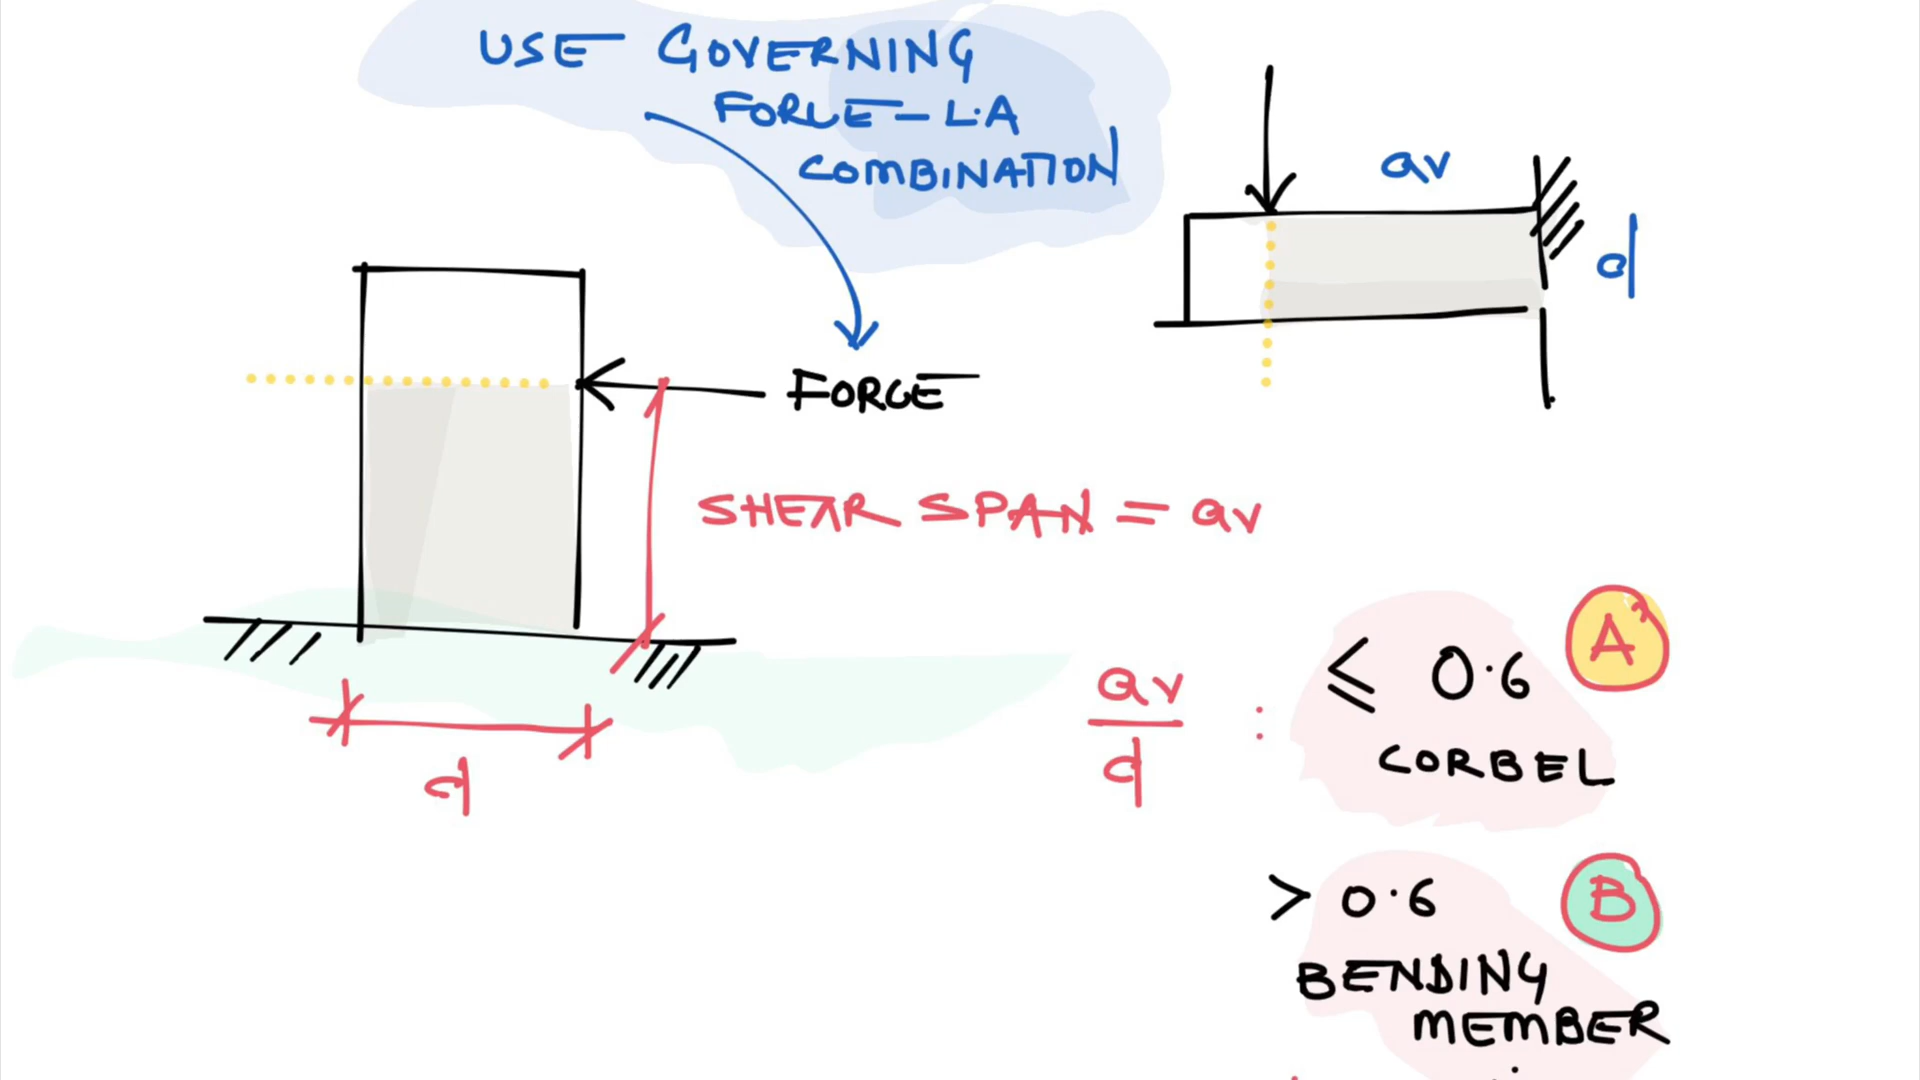 USE GOVERNING
FORCE - L.A
COMBINATION
av
d
FORCE
SHEAR SPAN = av
d
av
d
:
≤ 0.6
A
CORBEL
> 0.6
B
BENDING
MEMBER